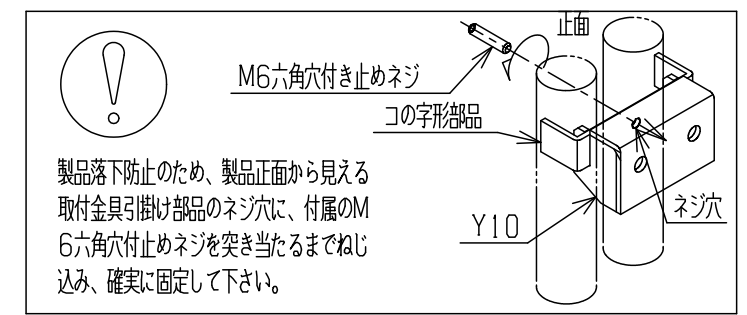 正面
M6六角穴付き止めネジ
コの字形部品
製品落下防止のため、製品正面から見える
取付金具引掛け部品のネジ穴に、付属のM
6六角穴付止めネジを突き当たるまでねじ
込み、確実に固定して下さい。
Y10
ネジ穴